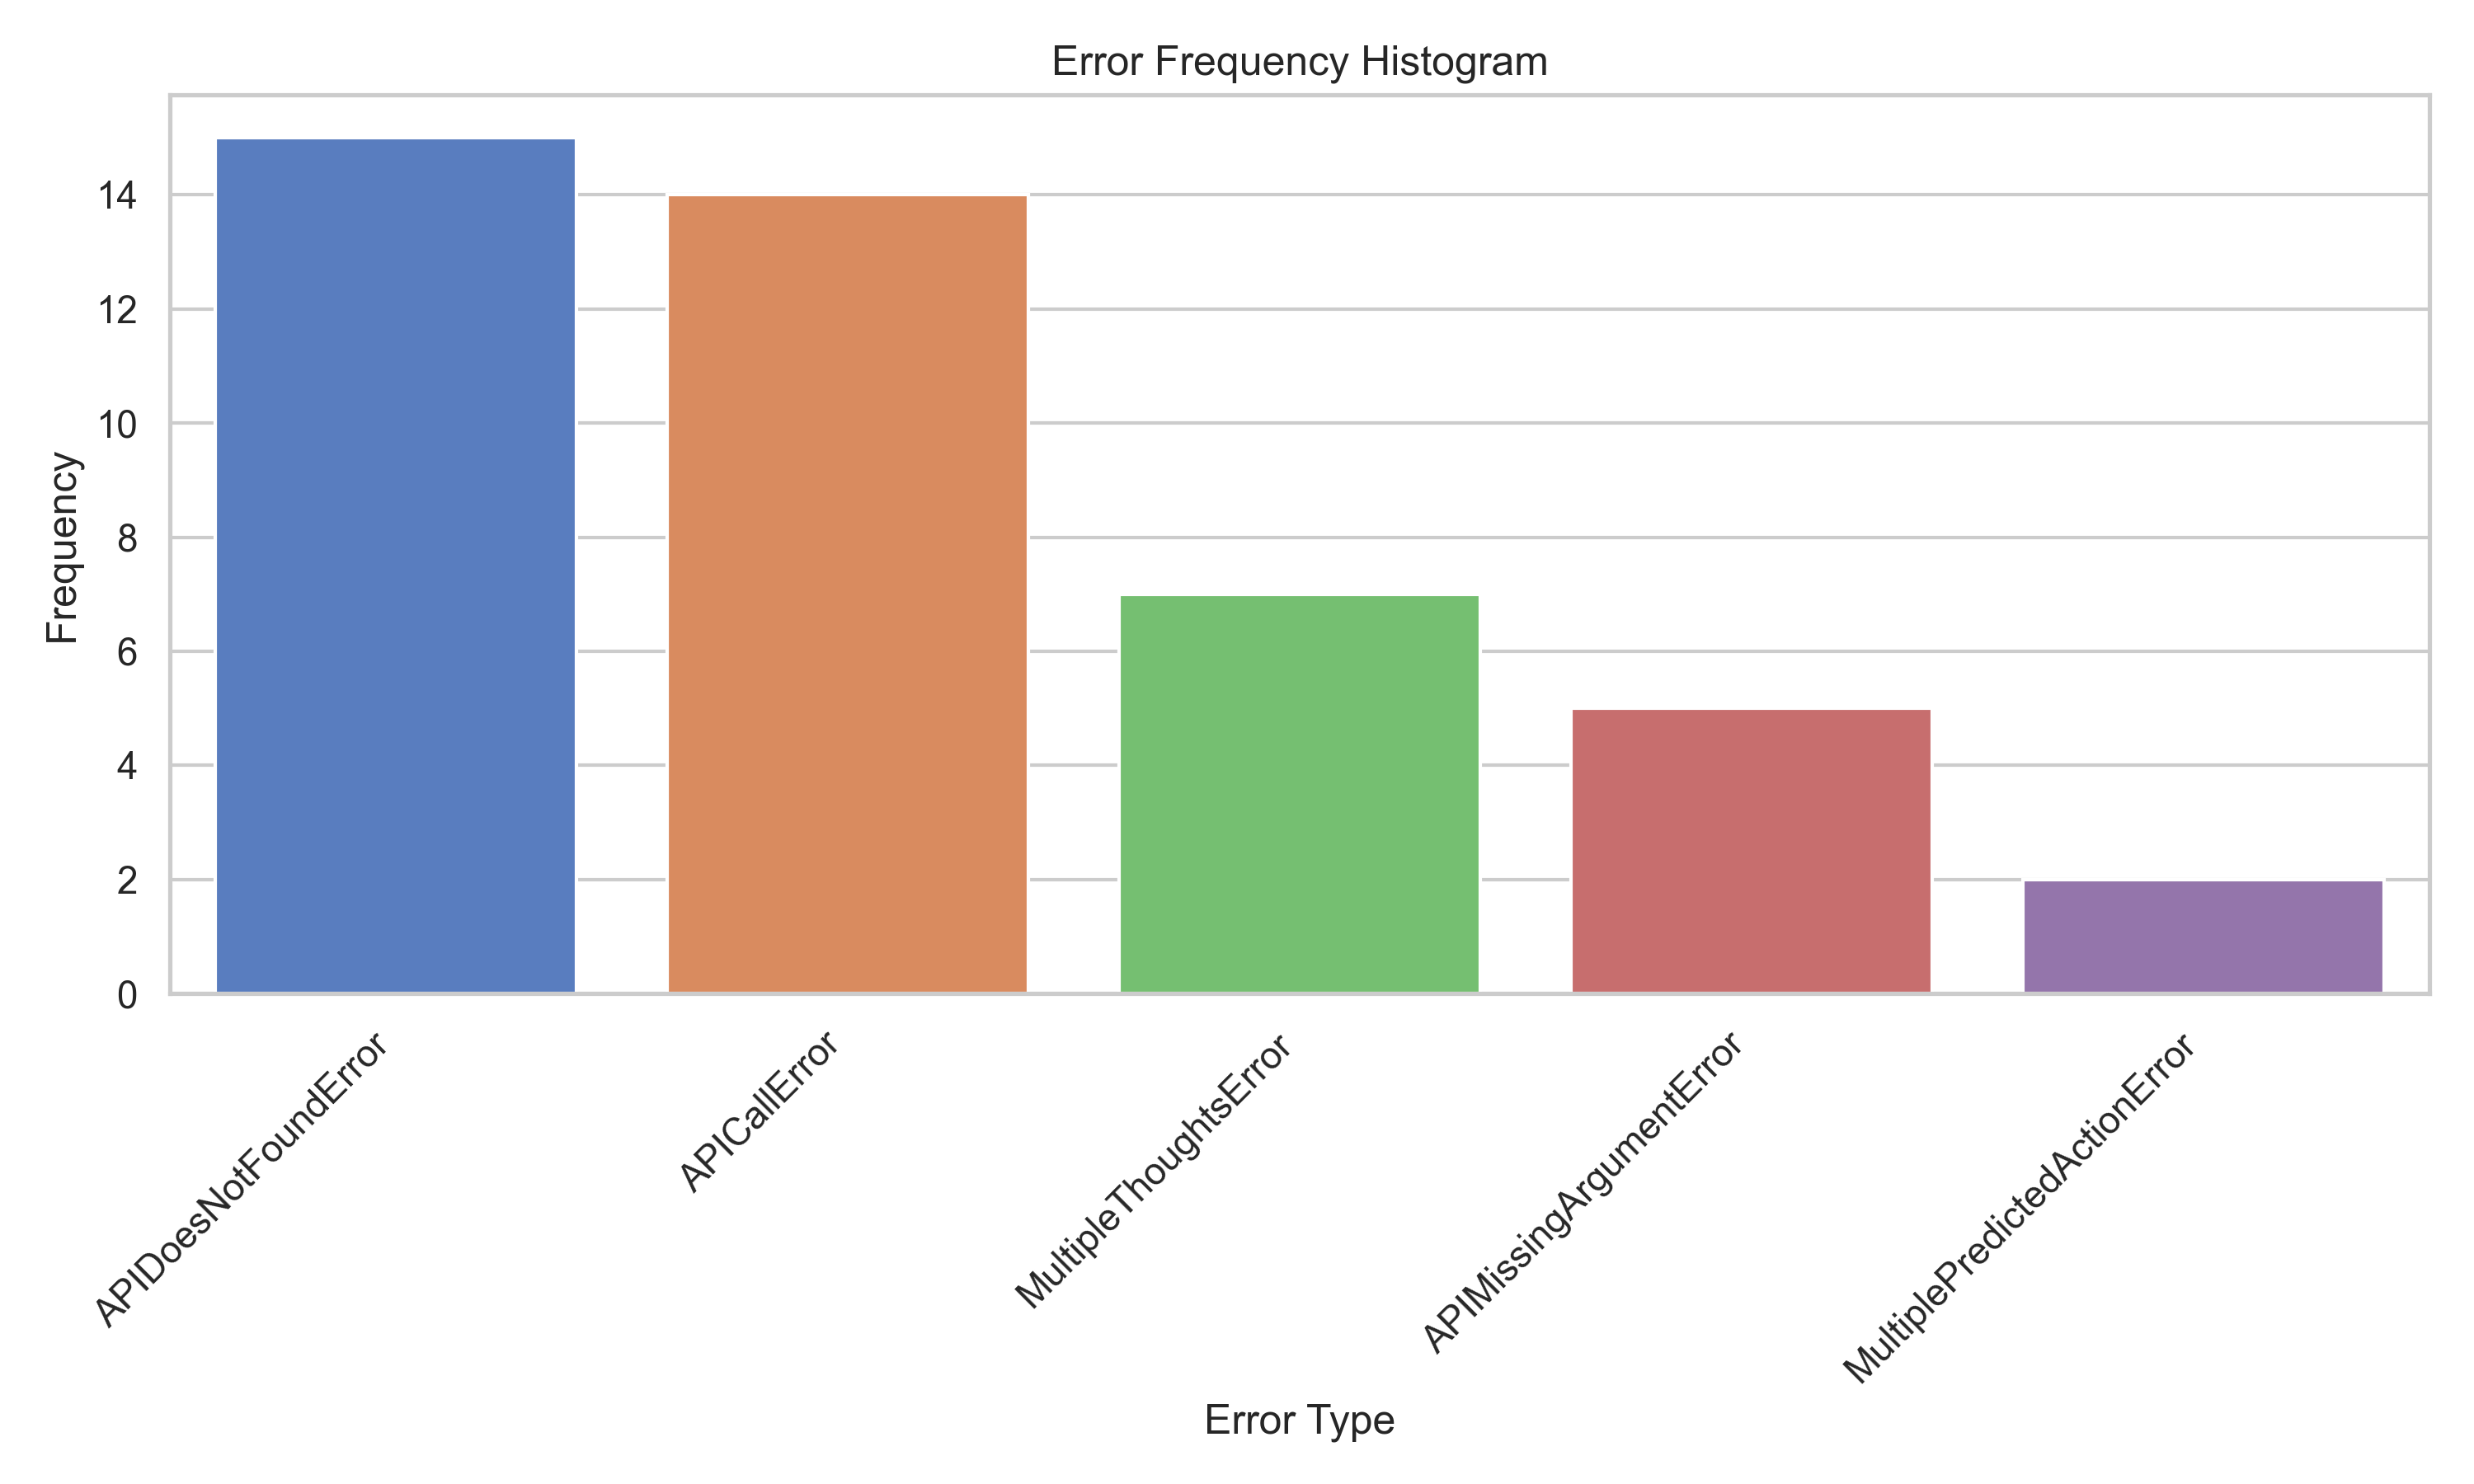 Error Frequency Histogram
Frequency
14
12
10
8
6
4
2
0
APIDoesNotFoundError
APICallError
MultipleThoughtsError
APIMissingArgumentError
MultiplePredictedActionError
Error Type